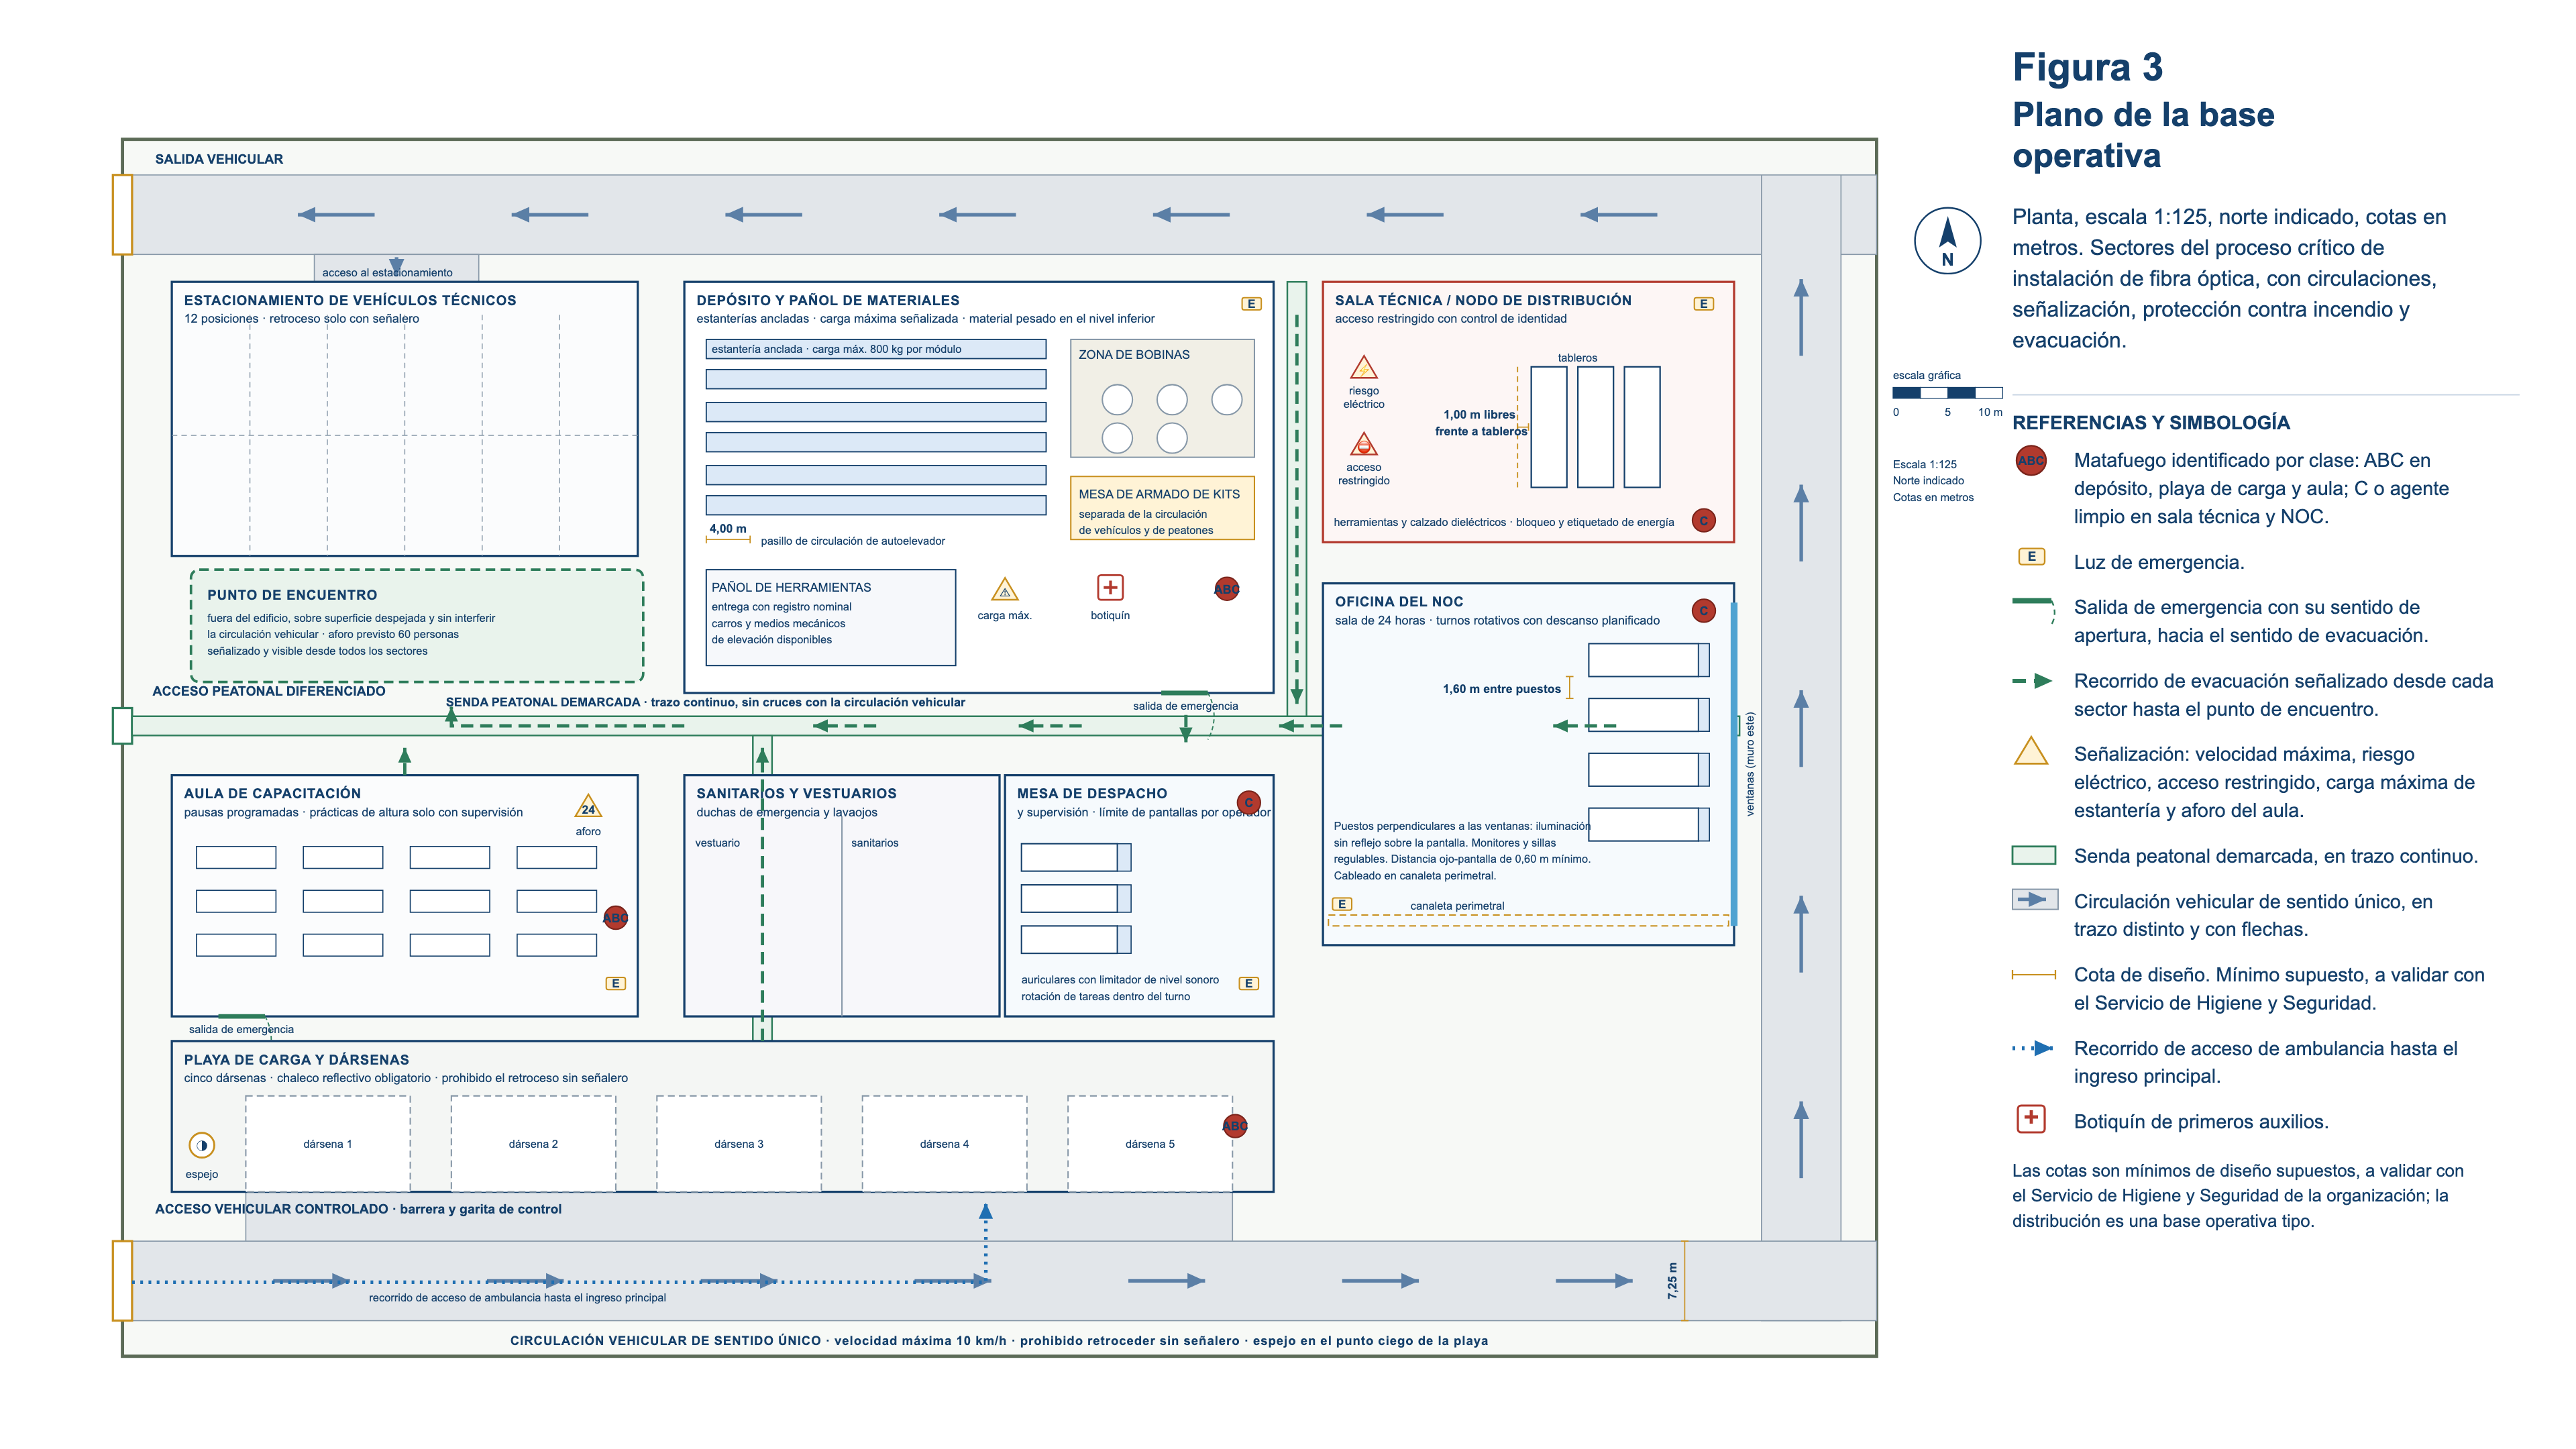 Figura 3
Plano de la base
operativa
Planta, escala 1:125, norte indicado, cotas en
metros. Sectores del proceso crítico de
instalación de fibra óptica, con circulaciones,
señalización, protección contra incendio y
evacuación.
N
escala gráfica
0 5 10 m
Escala 1:125
Norte indicado
Cotas en metros
REFERENCIAS Y SIMBOLOGÍA
ABC
Matafuego identificado por clase: ABC en
depósito, playa de carga y aula; C o agente
limpio en sala técnica y NOC.
E
Luz de emergencia.
Salida de emergencia con su sentido de
apertura, hacia el sentido de evacuación.
Recorrido de evacuación señalizado desde cada
sector hasta el punto de encuentro.
Señalización: velocidad máxima, riesgo
eléctrico, acceso restringido, carga máxima de
estantería y aforo del aula.
Senda peatonal demarcada, en trazo continuo.
Circulación vehicular de sentido único, en
trazo distinto y con flechas.
Cota de diseño. Mínimo supuesto, a validar con
el Servicio de Higiene y Seguridad.
Recorrido de acceso de ambulancia hasta el
ingreso principal.
Botiquín de primeros auxilios.
Las cotas son mínimos de diseño supuestos, a validar con
el Servicio de Higiene y Seguridad de la organización; la
distribución es una base operativa tipo.
SALIDA VEHICULAR
acceso al estacionamiento
ESTACIONAMIENTO DE VEHÍCULOS TÉCNICOS
12 posiciones · retroceso solo con señalero
DEPÓSITO Y PAÑOL DE MATERIALES
E
estanterías ancladas · carga máxima señalizada · material pesado en el nivel inferior
estantería anclada · carga máx. 800 kg por módulo
ZONA DE BOBINAS
MESA DE ARMADO DE KITS
separada de la circulación
de vehículos y de peatones
4,00 m
pasillo de circulación de autoelevador
PAÑOL DE HERRAMIENTAS
entrega con registro nominal
carros y medios mecánicos
de elevación disponibles
carga máx.
botiquín
ABC
SALA TÉCNICA / NODO DE DISTRIBUCIÓN
E
acceso restringido con control de identidad
riesgo
eléctrico
acceso
restringido
tableros
1,00 m libres
frente a tableros
herramientas y calzado dieléctricos · bloqueo y etiquetado de energía
C
PUNTO DE ENCUENTRO
fuera del edificio, sobre superficie despejada y sin interferir
la circulación vehicular · aforo previsto 60 personas
señalizado y visible desde todos los sectores
ACCESO PEATONAL DIFERENCIADO
SENDA PEATONAL DEMARCADA · trazo continuo, sin cruces con la circulación vehicular
salida de emergencia
OFICINA DEL NOC
C
sala de 24 horas · turnos rotativos con descanso planificado
1,60 m entre puestos
ventanas (muro este)
Puestos perpendiculares a las ventanas: iluminación
sin reflejo sobre la pantalla. Monitores y sillas
regulables. Distancia ojo-pantalla de 0,60 m mínimo.
Cableado en canaleta perimetral.
E
canaleta perimetral
AULA DE CAPACITACIÓN
pausas programadas · prácticas de altura solo con supervisión
24
aforo
ABC
E
salida de emergencia
SANITARIOS Y VESTUARIOS
duchas de emergencia y lavaojos
vestuario
sanitarios
MESA DE DESPACHO
C
y supervisión · límite de pantallas por operador
auriculares con limitador de nivel sonoro
rotación de tareas dentro del turno
E
PLAYA DE CARGA Y DÁRSENAS
cinco dársenas · chaleco reflectivo obligatorio · prohibido el retroceso sin señalero
espejo
dársena 1
dársena 2
dársena 3
dársena 4
dársena 5
ABC
ACCESO VEHICULAR CONTROLADO · barrera y garita de control
recorrido de acceso de ambulancia hasta el ingreso principal
7,25 m
CIRCULACIÓN VEHICULAR DE SENTIDO ÚNICO · velocidad máxima 10 km/h · prohibido retroceder sin señalero · espejo en el punto ciego de la playa